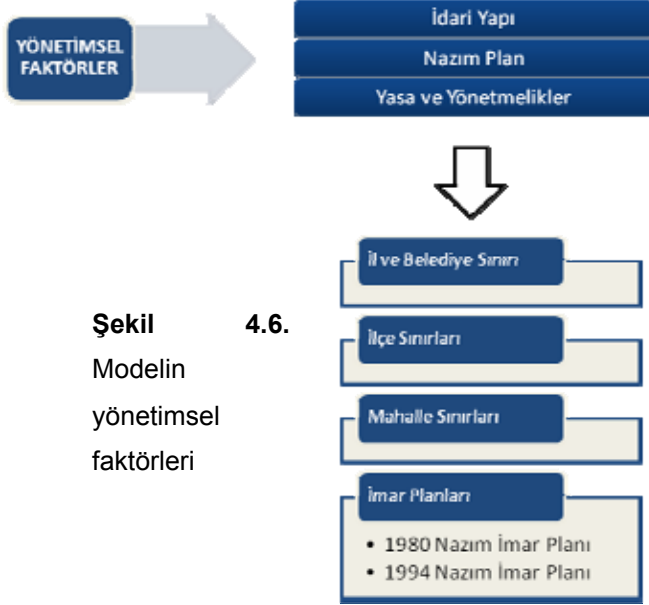 YÖNETİMSEL
FAKTÖRLER
İdari Yapı
Nazım Plan
Yasa ve Yönetmelikler
İl ve Belediye Sınırı
İlçe Sınırları
Mahalle Sınırları
İmar Planları
• 1980 Nazım İmar Planı
• 1994 Nazım İmar Planı
Şekil 4.6.
Modelin
yönetimsel
faktörleri